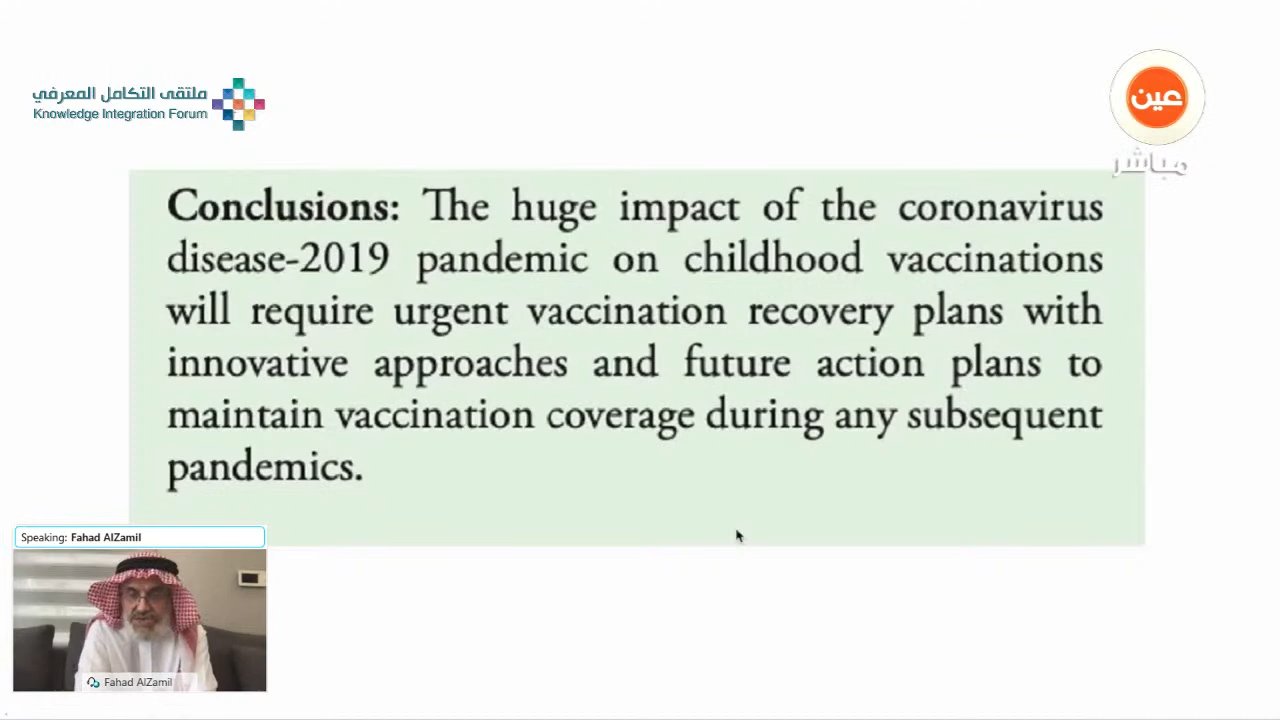 ملتقى التكامل المعرفي
Knowledge Integration Forum
عين
مباشر
Conclusions: The huge impact of the coronavirus
disease-2019 pandemic on childhood vaccinations
will require urgent vaccination recovery plans with
innovative approaches and future action plans to
maintain vaccination coverage during any subsequent
pandemics.
Speaking: Fahad AlZamil
Fahad AlZamil